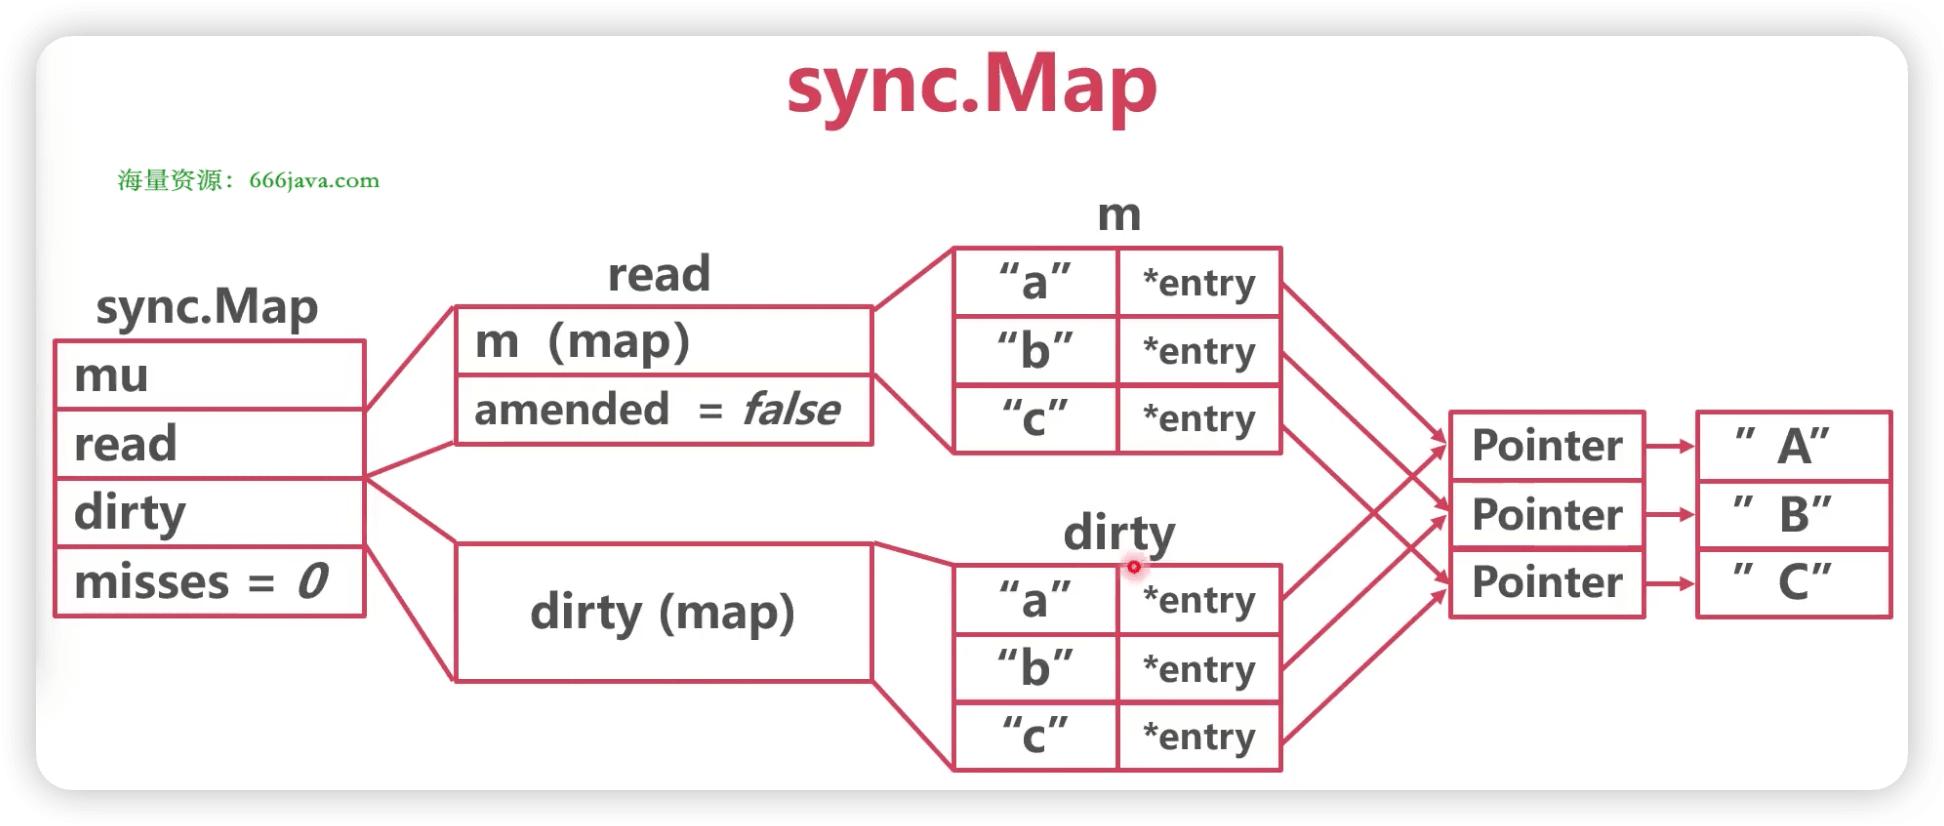 sync.Map
海量资源：666java.com
sync.Map
mu
read
dirty
misses = 0
read
m（map)
amended = false
dirty (map)
m
“a” *entry
“b” *entry
“c” *entry
dirty
“a” *entry
“b” *entry
“c” *entry
Pointer ” A”
Pointer ” B”
Pointer ” C”